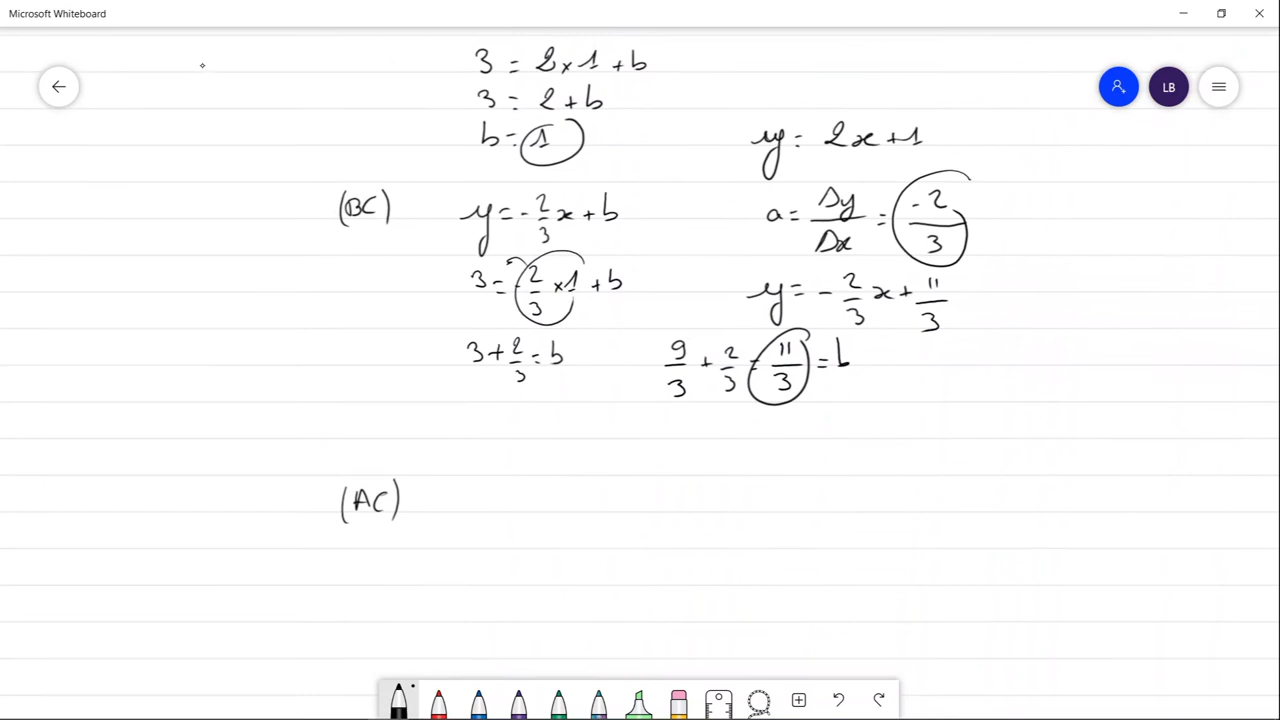 Microsoft Whiteboard
LB
3 = 2 × 1 + b
3 = 2 + b
b = 1
y = 2x + 1
(BC)
y = -2/3 x + b
a = Δy/Δx = -2/3
3 = -2/3 × 1 + b
y = -2/3 x + 11/3
3 + 2/3 = b
9/3 + 2/3 = 11/3 = b
(AC)